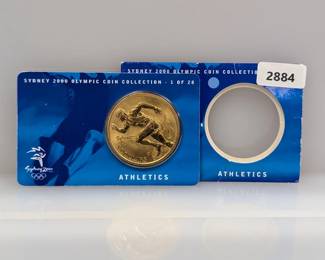 SYDNEY 2000 OLYMPIC COIN COLLECTION - 1 OF 28
Sydney 2000
ATHLETICS
SYDNEY 2000 OLYMPIC COIN COLLECTION
2884
ATHLETICS